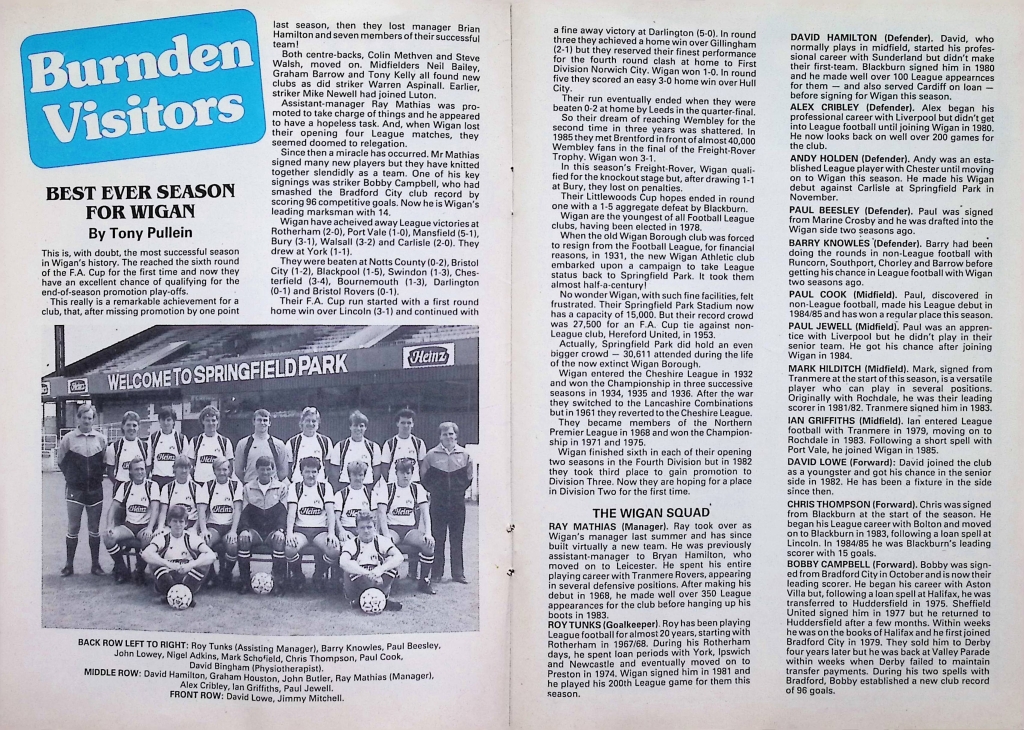 Burnden
Visitors
BEST EVER SEASON
FOR WIGAN
By Tony Pullein
This is, with doubt, the most successful season
in Wigan's history. The reached the sixth round
of the F.A. Cup for the first time and now they
have an excellent chance of qualifying for the
end-of-season promotion play-offs.
This really is a remarkable achievement for a
club, that, after missing promotion by one point
last season, then they lost manager Brian
Hamilton and seven members of their successful
team!
Both centre-backs, Colin Methven and Steve
Walsh, moved on. Midfielders Neil Bailey,
Graham Barrow and Tony Kelly all found new
clubs as did striker Warren Aspinall. Earlier,
striker Mike Newell had joined Luton.
Assistant-manager Ray Mathias was pro-
moted to take charge of things and he appeared
to have a hopeless task. And, when Wigan lost
their opening four League matches, they
seemed doomed to relegation.
Since then a miracle has occurred. Mr Mathias
signed many new players but they have knitted
together slendidly as a team. One of his key
signings was striker Bobby Campbell, who had
smashed the Bradford City club record by
scoring 96 competitive goals. Now he is Wigan's
leading marksman with 14.
Wigan have acheived away League victories at
Rotherham (2-0), Port Vale (1-0), Mansfield (5-1),
Bury (3-1), Walsall (3-2) and Carlisle (2-0). They
drew at York (1-1).
They were beaten at Notts County (0-2), Bristol
City (1-2), Blackpool (1-5), Swindon (1-3), Ches-
terfield (3-4), Bournemouth (1-3), Darlington
(0-1) and Bristol Rovers (0-1).
Their F.A. Cup run started with a first round
home win over Lincoln (3-1) and continued with
WELCOME TO SPRINGFIELD PARK
Heinz
BACK ROW LEFT TO RIGHT: Roy Tunks (Assisting Manager), Barry Knowles, Paul Beesley,
John Lowey, Nigel Adkins, Mark Schofield, Chris Thompson, Paul Cook,
David Bingham (Physiotherapist).
MIDDLE ROW: David Hamilton, Graham Houston, John Butler, Ray Mathias (Manager),
Alex Cribley, Ian Griffiths, Paul Jewell.
FRONT ROW: David Lowe, Jimmy Mitchell.
a fine away victory at Darlington (5-0). In round
three they achieved a home win over Gillingham
(2-1) but they reserved their finest performance
for the fourth round clash at home to First
Division Norwich City. Wigan won 1-0. In round
five they scored an easy 3-0 home win over Hull
City.
Their run eventually ended when they were
beaten 0-2 at home by Leeds in the quarter-final.
So their dream of reaching Wembley for the
second time in three years was shattered. In
1985 they met Brentford in front of almost 40,000
Wembley fans in the final of the Freight-Rover
Trophy. Wigan won 3-1.
In this season's Freight-Rover, Wigan quali-
fied for the knockout stage but, after drawing 1-1
at Bury, they lost on penalties.
Their Littlewoods Cup hopes ended in round
one with a 1-5 aggregate defeat by Blackburn.
Wigan are the youngest of all Football League
clubs, having been elected in 1978.
When the old Wigan Borough club was forced
to resign from the Football League, for financial
reasons, in 1931, the new Wigan Athletic club
embarked upon a campaign to take League
status back to Springfield Park. It took them
almost half-a-century!
No wonder Wigan, with such fine facilities, felt
frustrated. Their Springfield Park Stadium now
has a capacity of 15,000. But their record crowd
was 27,500 for an F.A. Cup tie against non-
League club, Hereford United, in 1953.
Actually, Springfield Park did hold an even
bigger crowd — 30,611 attended during the life
of the now extinct Wigan Borough.
Wigan entered the Cheshire League in 1932
and won the Championship in three successive
seasons in 1934, 1935 and 1936. After the war
they switched to the Lancashire Combinations
but in 1961 they reverted to the Cheshire League.
They became members of the Northern
Premier League in 1968 and won the Champion-
ship in 1971 and 1975.
Wigan finished sixth in each of their opening
two seasons in the Fourth Division but in 1982
they took third place to gain promotion to
Division Three. Now they are hoping for a place
in Division Two for the first time.
THE WIGAN SQUAD
RAY MATHIAS (Manager). Ray took over as
Wigan's manager last summer and has since
built virtually a new team. He was previously
assistant-manager to Bryan Hamilton, who
moved on to Leicester. He spent his entire
playing career with Tranmere Rovers, appearing
in several defensive positions. After making his
debut in 1968, he made well over 350 League
appearances for the club before hanging up his
boots in 1983.
ROY TUNKS (Goalkeeper). Roy has been playing
League football for almost 20 years, starting with
Rotherham in 1967/68. During his Rotherham
days, he spent loan periods with York, Ipswich
and Newcastle and eventually moved on to
Preston in 1974. Wigan signed him in 1981 and
he played his 200th League game for them this
season.
DAVID HAMILTON (Defender). David, who
normally plays in midfield, started his profes-
sional career with Sunderland but didn't make
their first-team. Blackburn signed him in 1980
and he made well over 100 League appearnces
for them — and also served Cardiff on loan —
before signing for Wigan this season.
ALEX CRIBLEY (Defender). Alex began his
professional career with Liverpool but didn't get
into League football until joining Wigan in 1980.
He now looks back on well over 200 games for
the club.
ANDY HOLDEN (Defender). Andy was an esta-
blished League player with Chester until moving
on to Wigan this season. He made his Wigan
debut against Carlisle at Springfield Park in
November.
PAUL BEESLEY (Defender). Paul was signed
from Marine Crosby and he was drafted into the
Wigan side two seasons ago.
BARRY KNOWLES (Defender). Barry had been
doing the rounds in non-League football with
Runcorn, Southport, Chorley and Barrow before
getting his chance in League football with Wigan
two seasons ago.
PAUL COOK (Midfield). Paul, discovered in
non-League football, made his League debut in
1984/85 and has won a regular place this season.
PAUL JEWELL (Midfield). Paul was an appren-
tice with Liverpool but he didn't play in their
senior team. He got his chance after joining
Wigan in 1984.
MARK HILDITCH (Midfield). Mark, signed from
Tranmere at the start of this season, is a versatile
player who can play in several positions.
Originally with Rochdale, he was their leading
scorer in 1981/82. Tranmere signed him in 1983.
IAN GRIFFITHS (Midfield). Ian entered League
football with Tranmere in 1979, moving on to
Rochdale in 1983. Following a short spell with
Port Vale, he joined Wigan in 1985.
DAVID LOWE (Forward): David joined the club
as a youngster and got his chance in the senior
side in 1982. He has been a fixture in the side
since then.
CHRIS THOMPSON (Forward). Chris was signed
from Blackburn at the start of the season. He
began his League career with Bolton and moved
on to Blackburn in 1983, following a loan spell at
Lincoln. In 1984/85 he was Blackburn's leading
scorer with 15 goals.
BOBBY CAMPBELL (Forward). Bobby was sign-
ed from Bradford City in October and is now their
leading scorer. He began his career with Aston
Villa but, following a loan spell at Halifax, he was
transferred to Huddersfield in 1975. Sheffield
United signed him in 1977 but he returned to
Huddersfield after a few months. Within weeks
he was on the books of Halifax and he first joined
Bradford City in 1979. They sold him to Derby
four years later but he was back at Valley Parade
within weeks when Derby failed to maintain
transfer payments. During his two spells with
Bradford, Bobby established a new club record
of 96 goals.